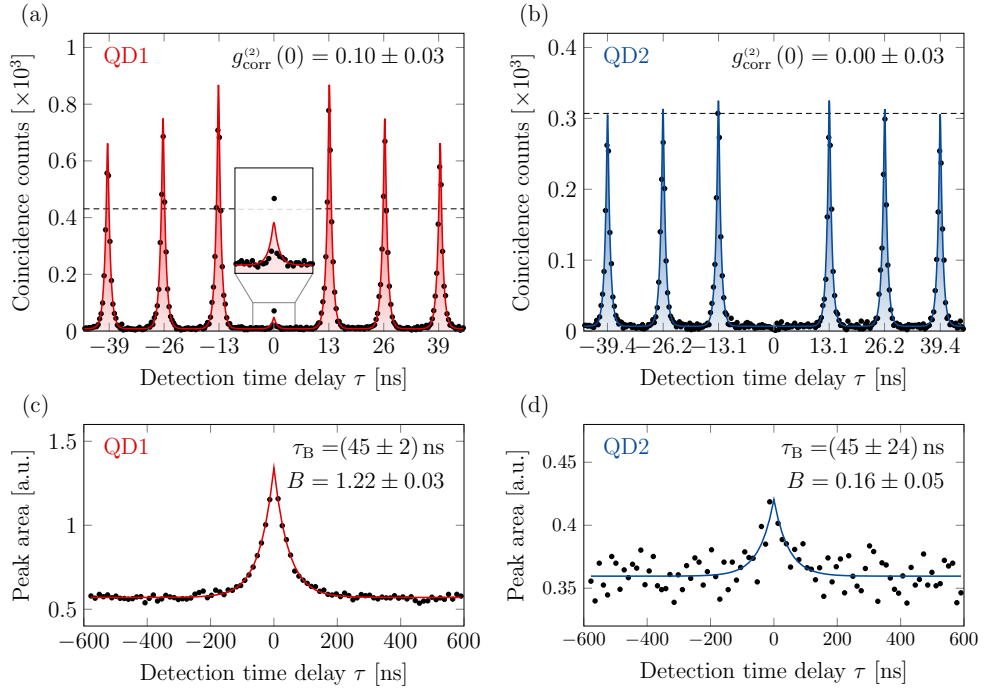 (a)
QD1
g_corr^(2)(0) = 0.10 ± 0.03
Coincidence counts [×10³]
1
0.8
0.6
0.4
0.2
0
−39 −26 −13 0 13 26 39
Detection time delay τ [ns]
(b)
QD2
g_corr^(2)(0) = 0.00 ± 0.03
Coincidence counts [×10³]
0.4
0.3
0.2
0.1
0
−39.4 −26.2 −13.1 0 13.1 26.2 39.4
Detection time delay τ [ns]
(c)
QD1
τ_B =(45 ± 2) ns
B = 1.22 ± 0.03
Peak area [a.u.]
1.5
1
0.5
−600 −400 −200 0 200 400 600
Detection time delay τ [ns]
(d)
QD2
τ_B =(45 ± 24) ns
B = 0.16 ± 0.05
Peak area [a.u.]
0.45
0.4
0.35
−600 −400 −200 0 200 400 600
Detection time delay τ [ns]